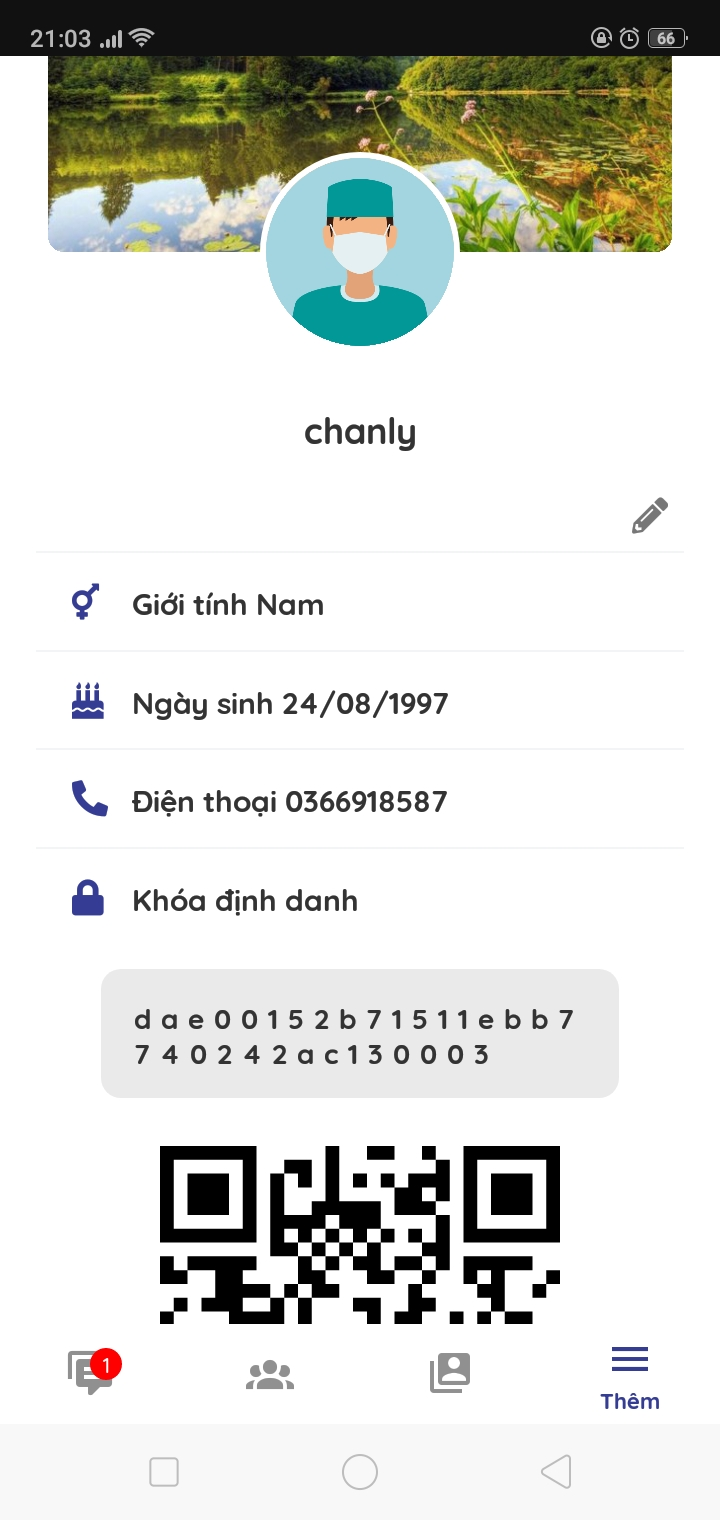 21:03
66
chanly
Giới tính Nam
Ngày sinh 24/08/1997
Điện thoại 0366918587
Khóa định danh
d a e 0 0 1 5 2 b 7 1 5 1 1 e b b 7
7 4 0 2 4 2 a c 1 3 0 0 0 3
1
Thêm